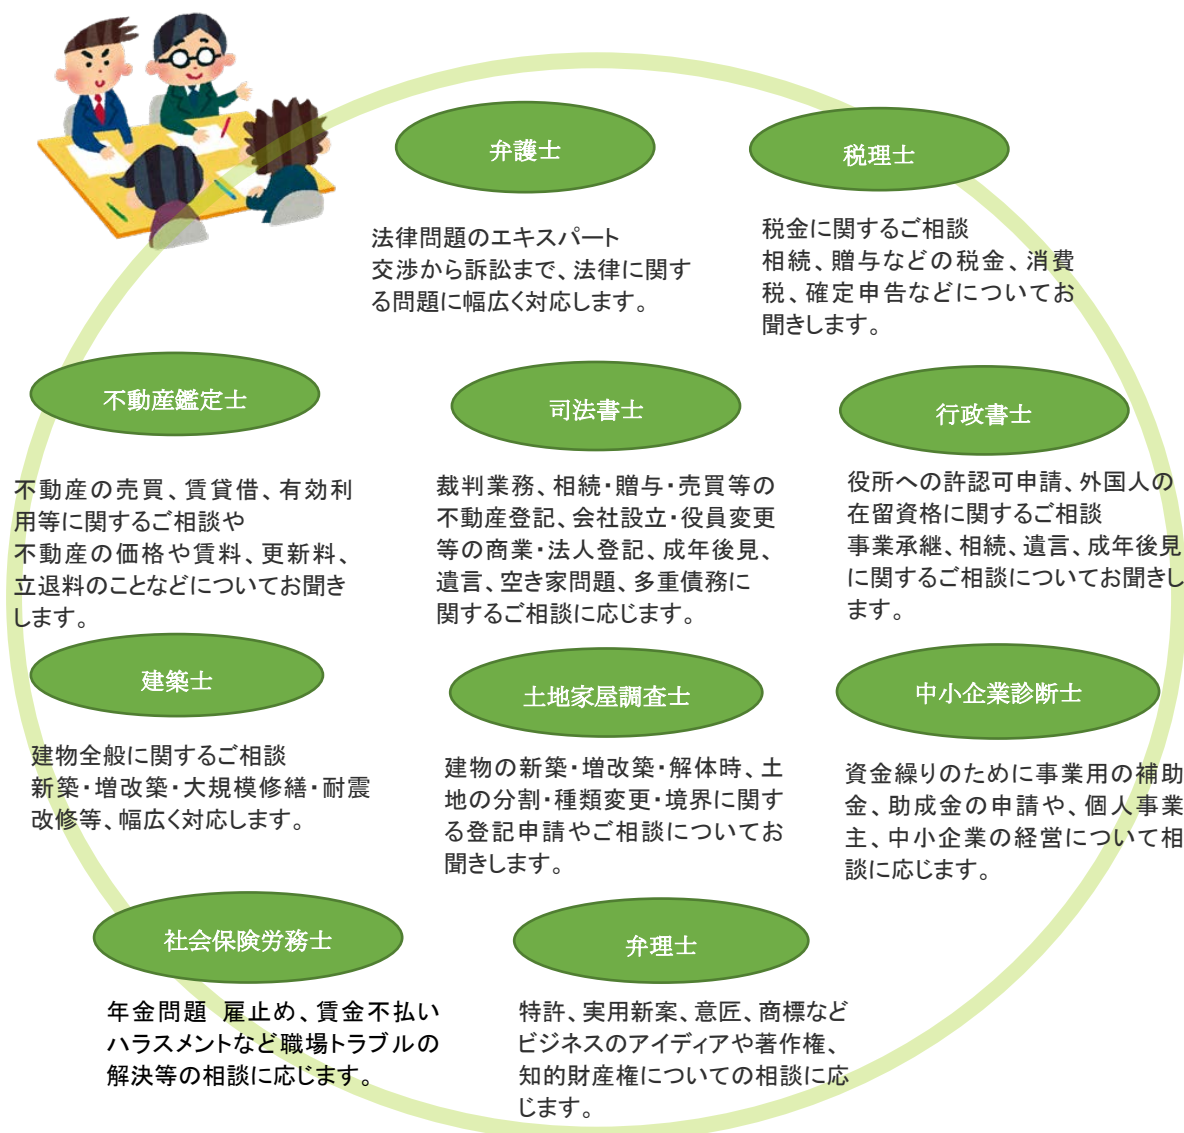 弁護士
法律問題のエキスパート
交渉から訴訟まで、法律に関す
る問題に幅広く対応します。
税理士
税金に関するご相談
相続、贈与などの税金、消費
税、確定申告などについてお
聞きします。
不動産鑑定士
不動産の売買、賃貸借、有効利
用等に関するご相談や
不動産の価格や賃料、更新料、
立退料のことなどについてお聞き
します。
司法書士
裁判業務、相続・贈与・売買等の
不動産登記、会社設立・役員変更
等の商業・法人登記、成年後見、
遺言、空き家問題、多重債務に
関するご相談に応じます。
行政書士
役所への許認可申請、外国人の
在留資格に関するご相談
事業承継、相続、遺言、成年後見
に関するご相談についてお聞きし
ます。
建築士
建物全般に関するご相談
新築・増改築・大規模修繕・耐震
改修等、幅広く対応します。
土地家屋調査士
建物の新築・増改築・解体時、土
地の分割・種類変更・境界に関す
る登記申請やご相談についてお
聞きします。
中小企業診断士
資金繰りのために事業用の補助
金、助成金の申請や、個人事業
主、中小企業の経営について相
談に応じます。
社会保険労務士
年金問題 雇止め、賃金不払い
ハラスメントなど職場トラブルの
解決等の相談に応じます。
弁理士
特許、実用新案、意匠、商標など
ビジネスのアイディアや著作権、
知的財産権についての相談に応
じます。